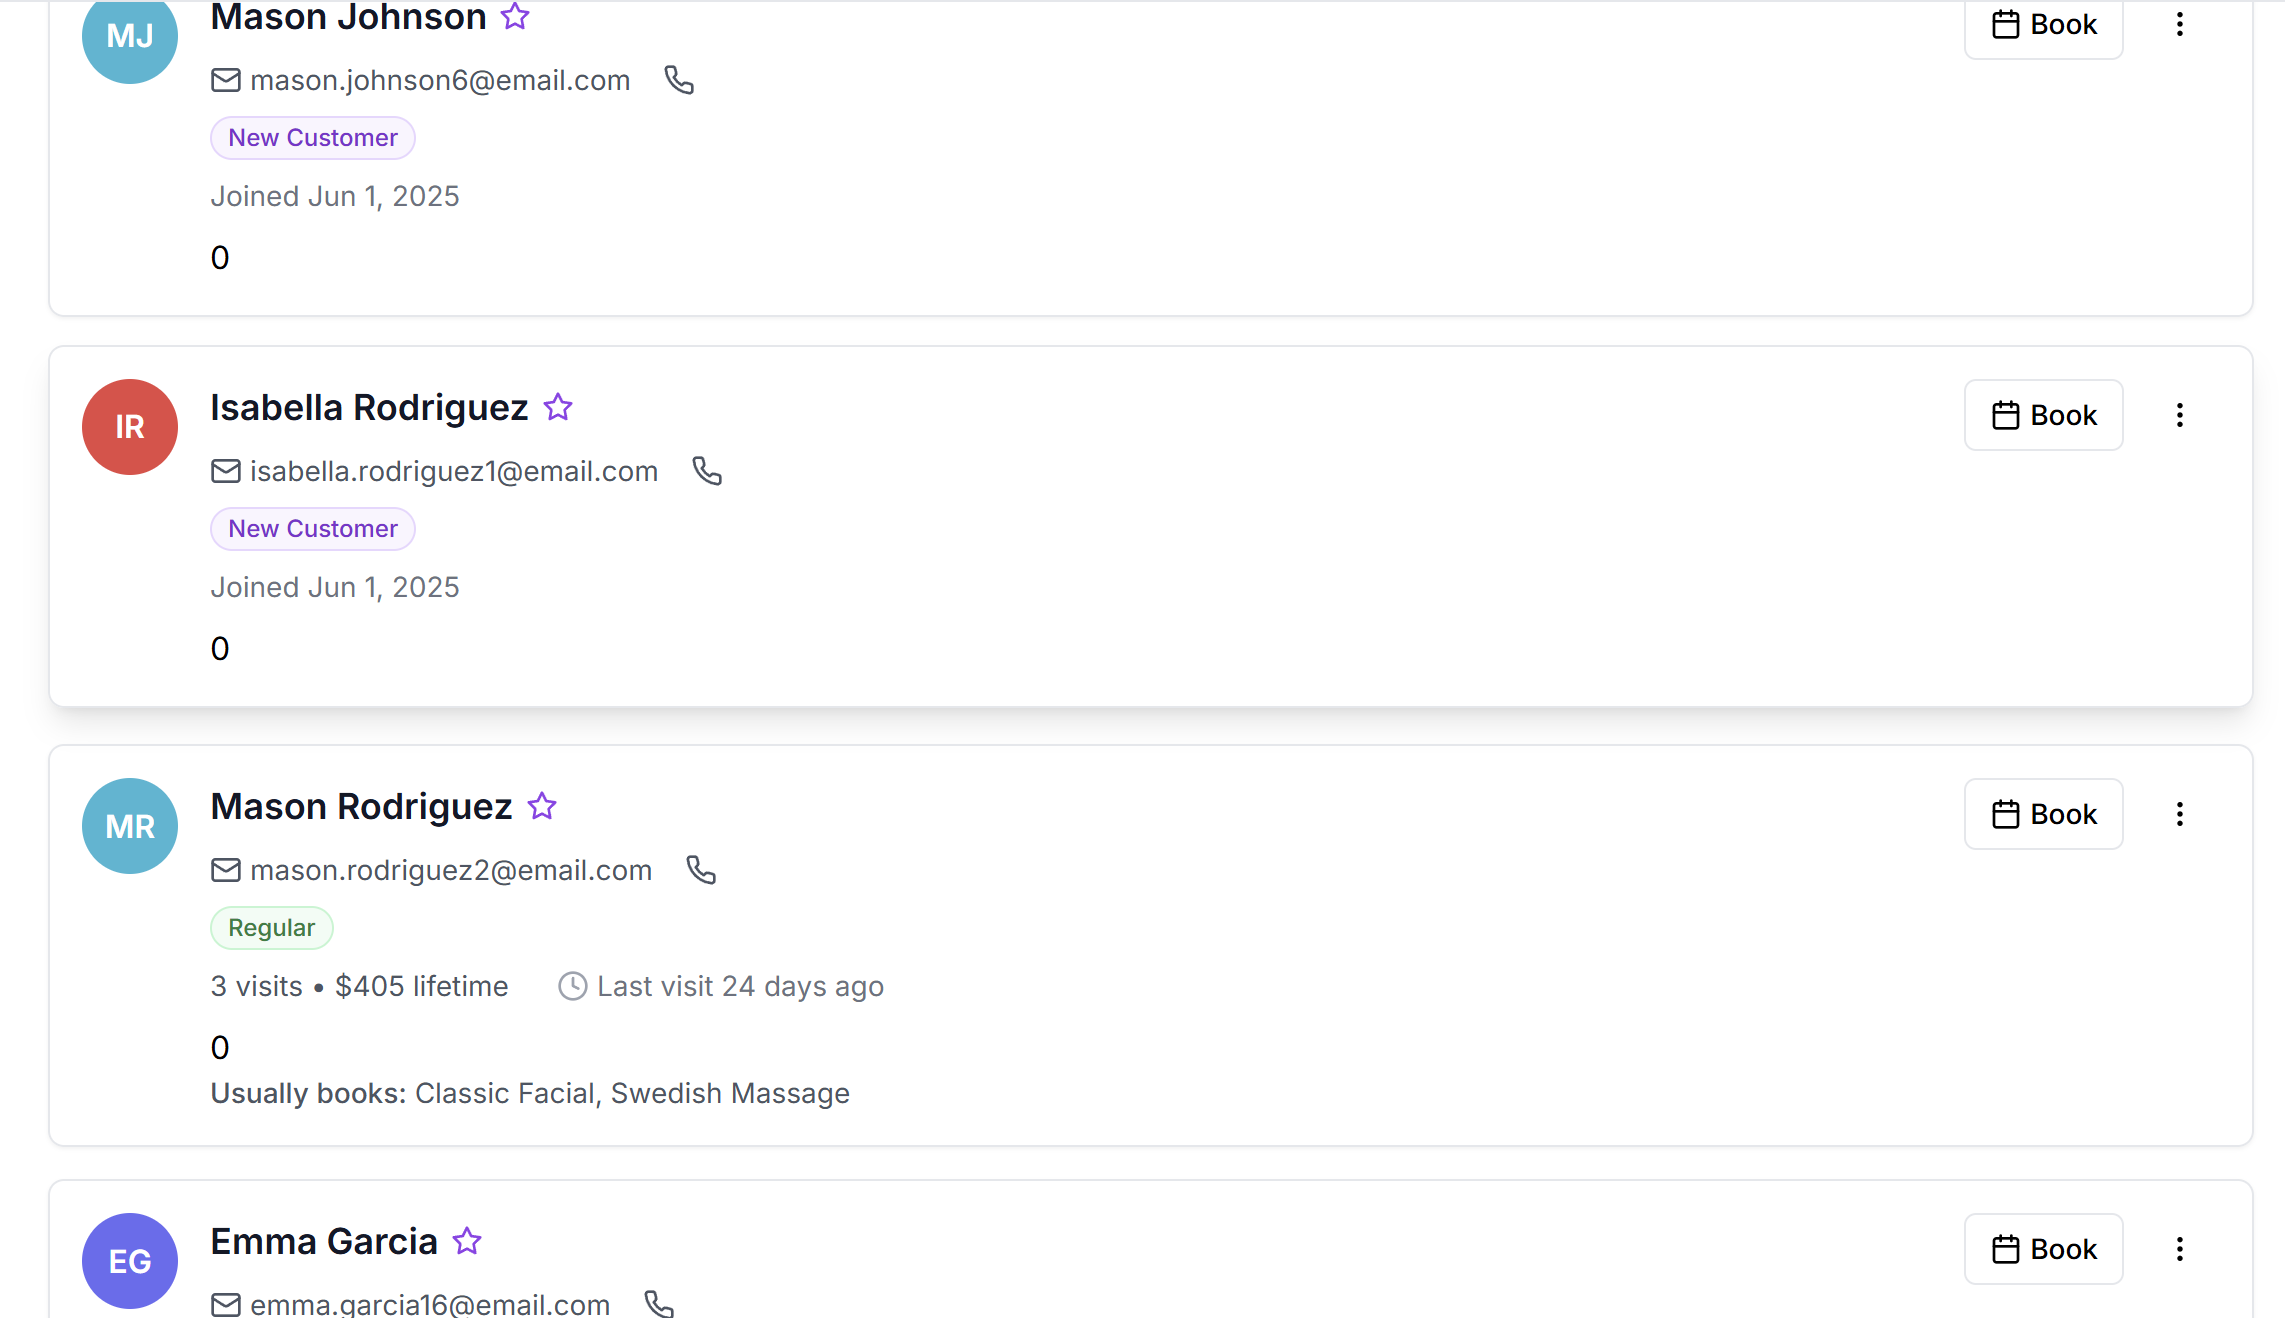 MJ
Mason Johnson
Book
mason.johnson6@email.com
New Customer
Joined Jun 1, 2025
0
IR
Isabella Rodriguez
Book
isabella.rodriguez1@email.com
New Customer
Joined Jun 1, 2025
0
MR
Mason Rodriguez
Book
mason.rodriguez2@email.com
Regular
3 visits • $405 lifetime Last visit 24 days ago
0
Usually books: Classic Facial, Swedish Massage
EG
Emma Garcia
Book
emma.garcia16@email.com